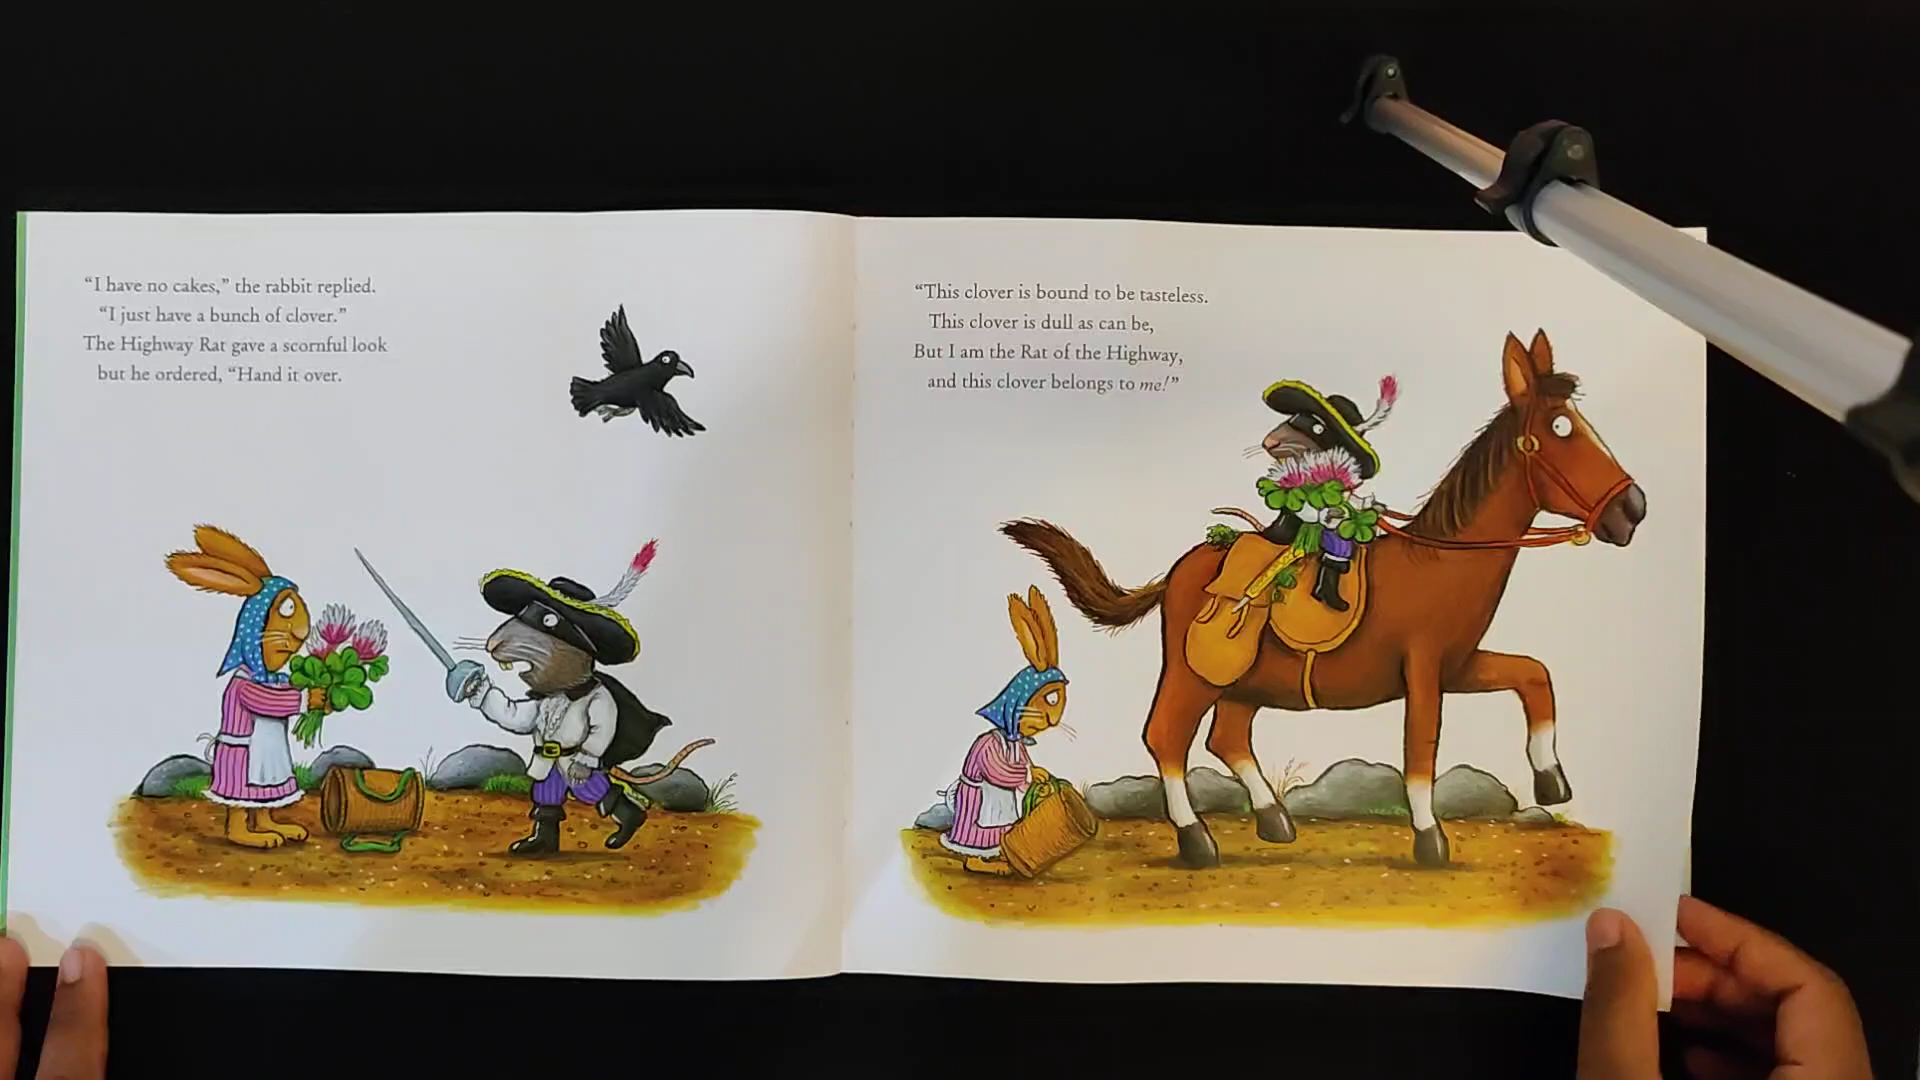 “I have no cakes,” the rabbit replied.
“I just have a bunch of clover.”
The Highway Rat gave a scornful look
but he ordered, “Hand it over.
“This clover is bound to be tasteless.
This clover is dull as can be,
But I am the Rat of the Highway,
and this clover belongs to me!”